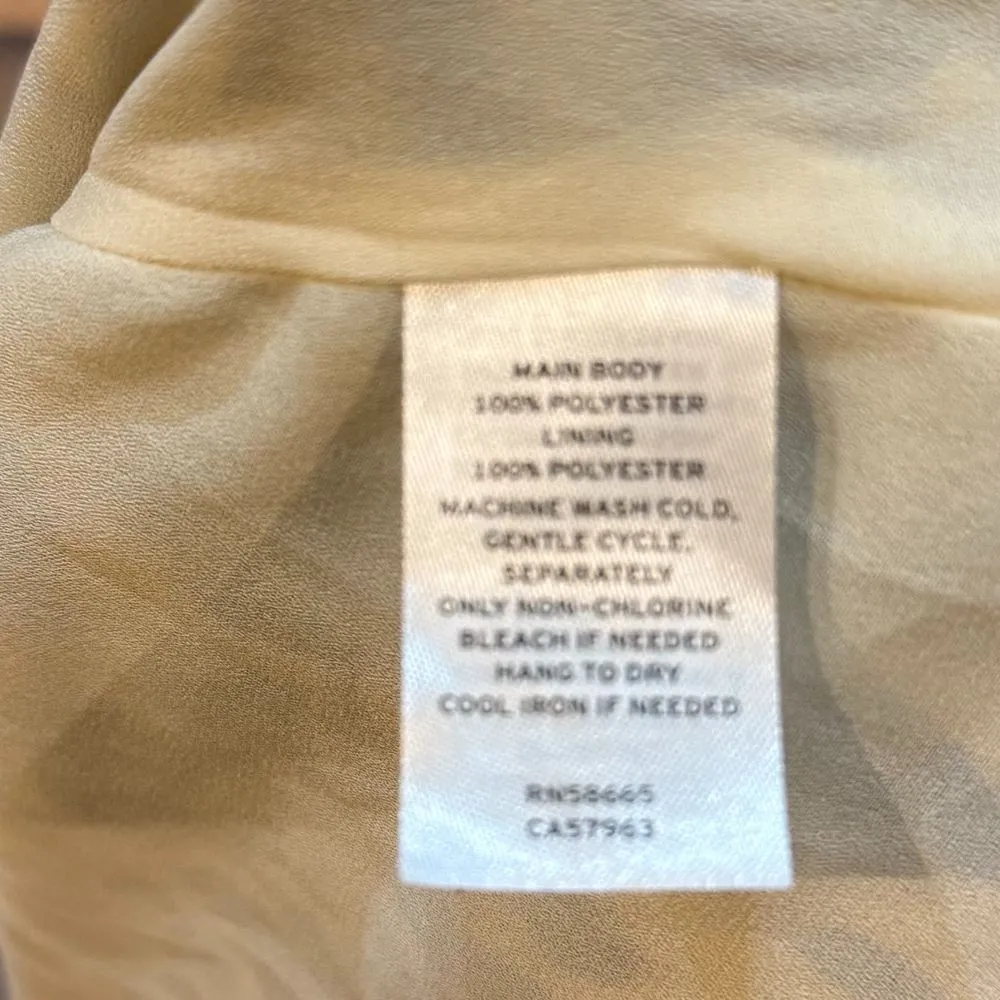 MAIN BODY
100% POLYESTER
LINING
100% POLYESTER
MACHINE WASH COLD,
GENTLE CYCLE,
SEPARATELY
ONLY NON-CHLORINE
BLEACH IF NEEDED
HANG TO DRY
COOL IRON IF NEEDED
RN58665
CA57963